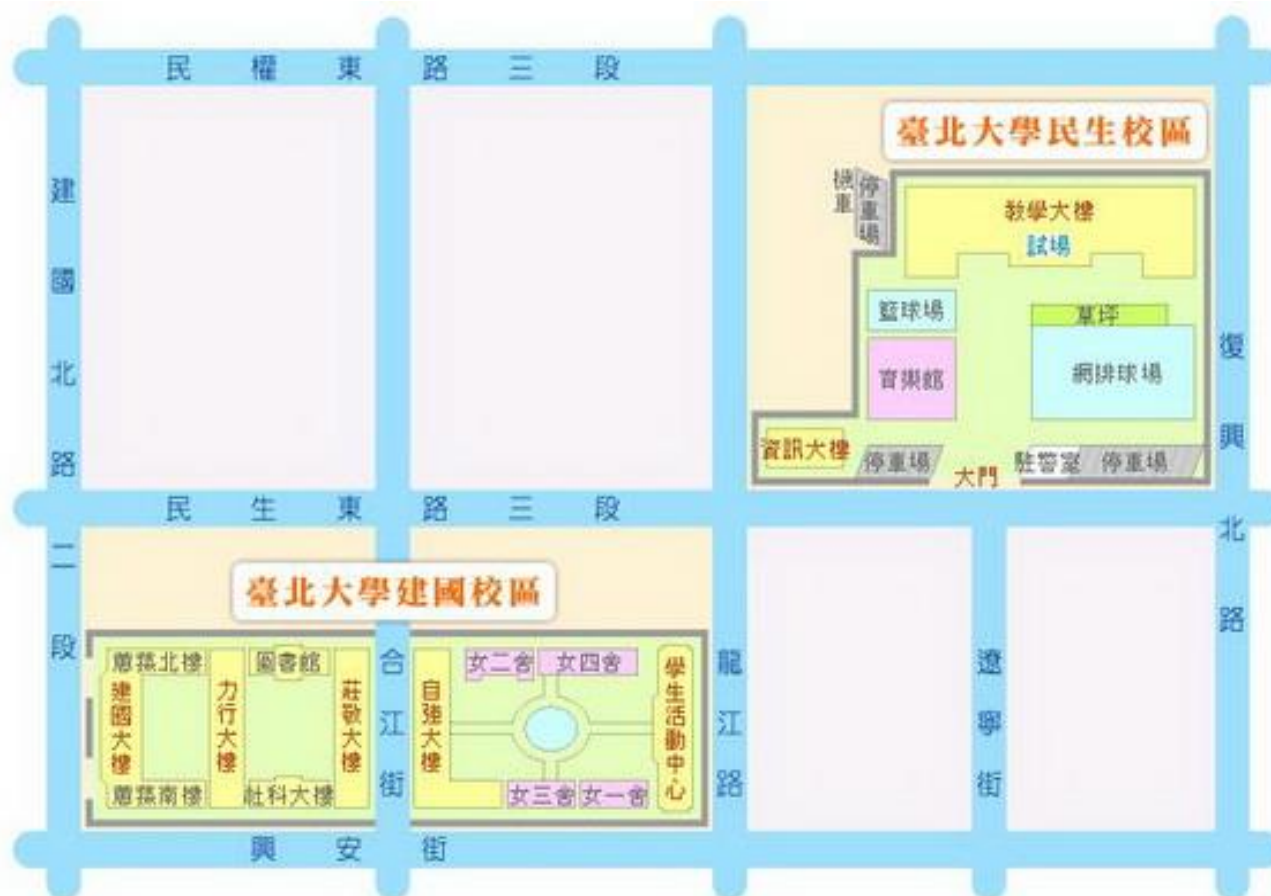 民權東路三段
臺北大學民生校區
建國北路二段
機車
停車場
教學大樓
試場
籃球場
草坪
育樂館
網排球場
復興北路
資訊大樓
停車場
大門
駐警室
停車場
民生東路三段
臺北大學建國校區
蕙蓀北樓
圖書館
合江街
女二舍
女四舍
龍江路
遼寧街
建國大樓
力行大樓
莊敬大樓
自強大樓
學生活動中心
蕙蓀南樓
社科大樓
女三舍
女一舍
興安街